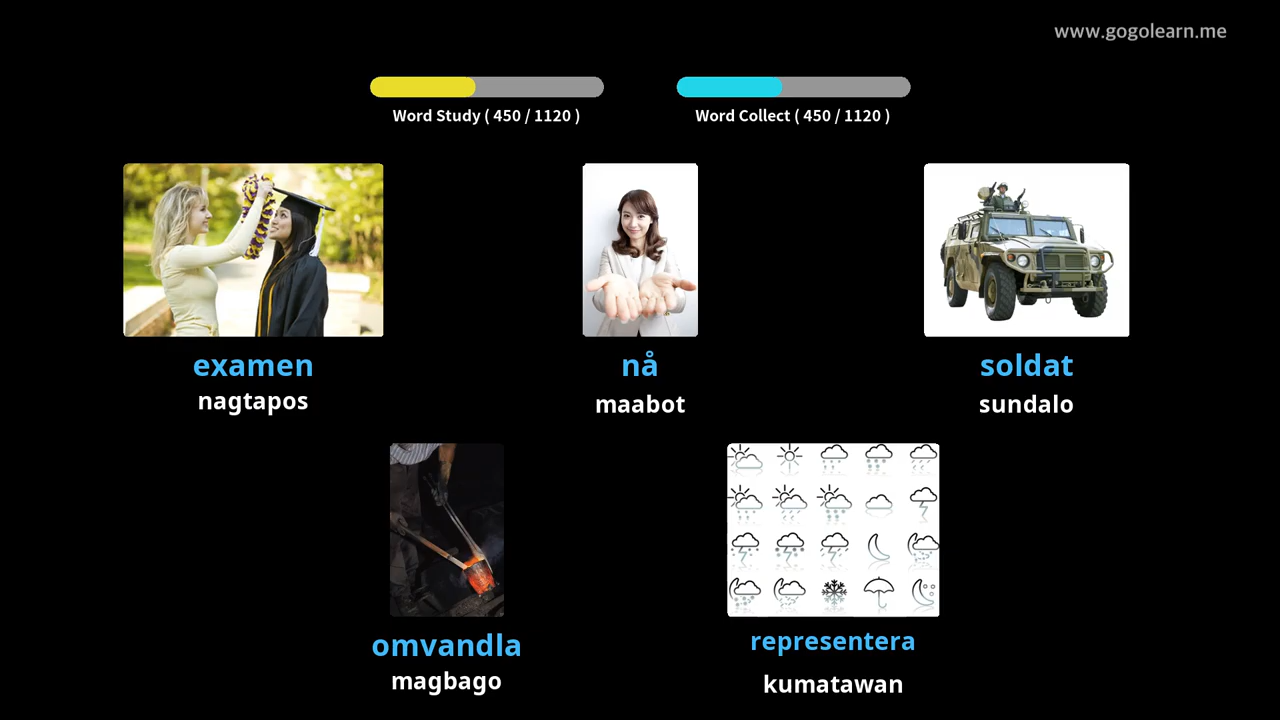 www.gogolearn.me
Word Study ( 450 / 1120 )
Word Collect ( 450 / 1120 )
examen
nagtapos
nå
maabot
soldat
sundalo
omvandla
magbago
representera
kumatawan